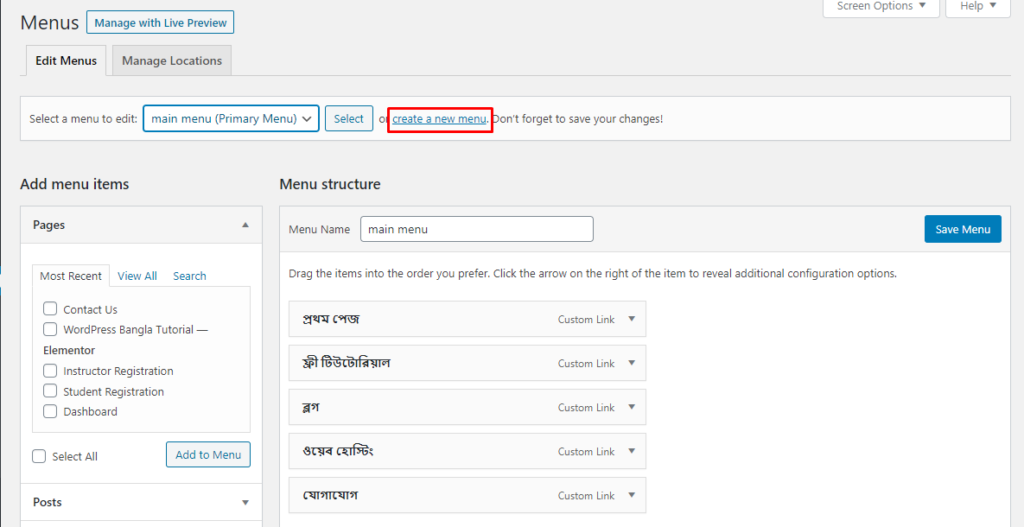 Screen Options Help
Menus Manage with Live Preview
Edit Menus Manage Locations
Select a menu to edit: main menu (Primary Menu) Select or create a new menu. Don't forget to save your changes!
Add menu items
Menu structure
Pages
Menu Name main menu Save Menu
Most Recent View All Search
Drag the items into the order you prefer. Click the arrow on the right of the item to reveal additional configuration options.
Contact Us
WordPress Bangla Tutorial —
Elementor
Instructor Registration
Student Registration
Dashboard
Select All Add to Menu
Posts
প্রথম পেজ Custom Link
ফ্রী টিউটোরিয়াল Custom Link
ব্লগ Custom Link
ওয়েব হোস্টিং Custom Link
যোগাযোগ Custom Link